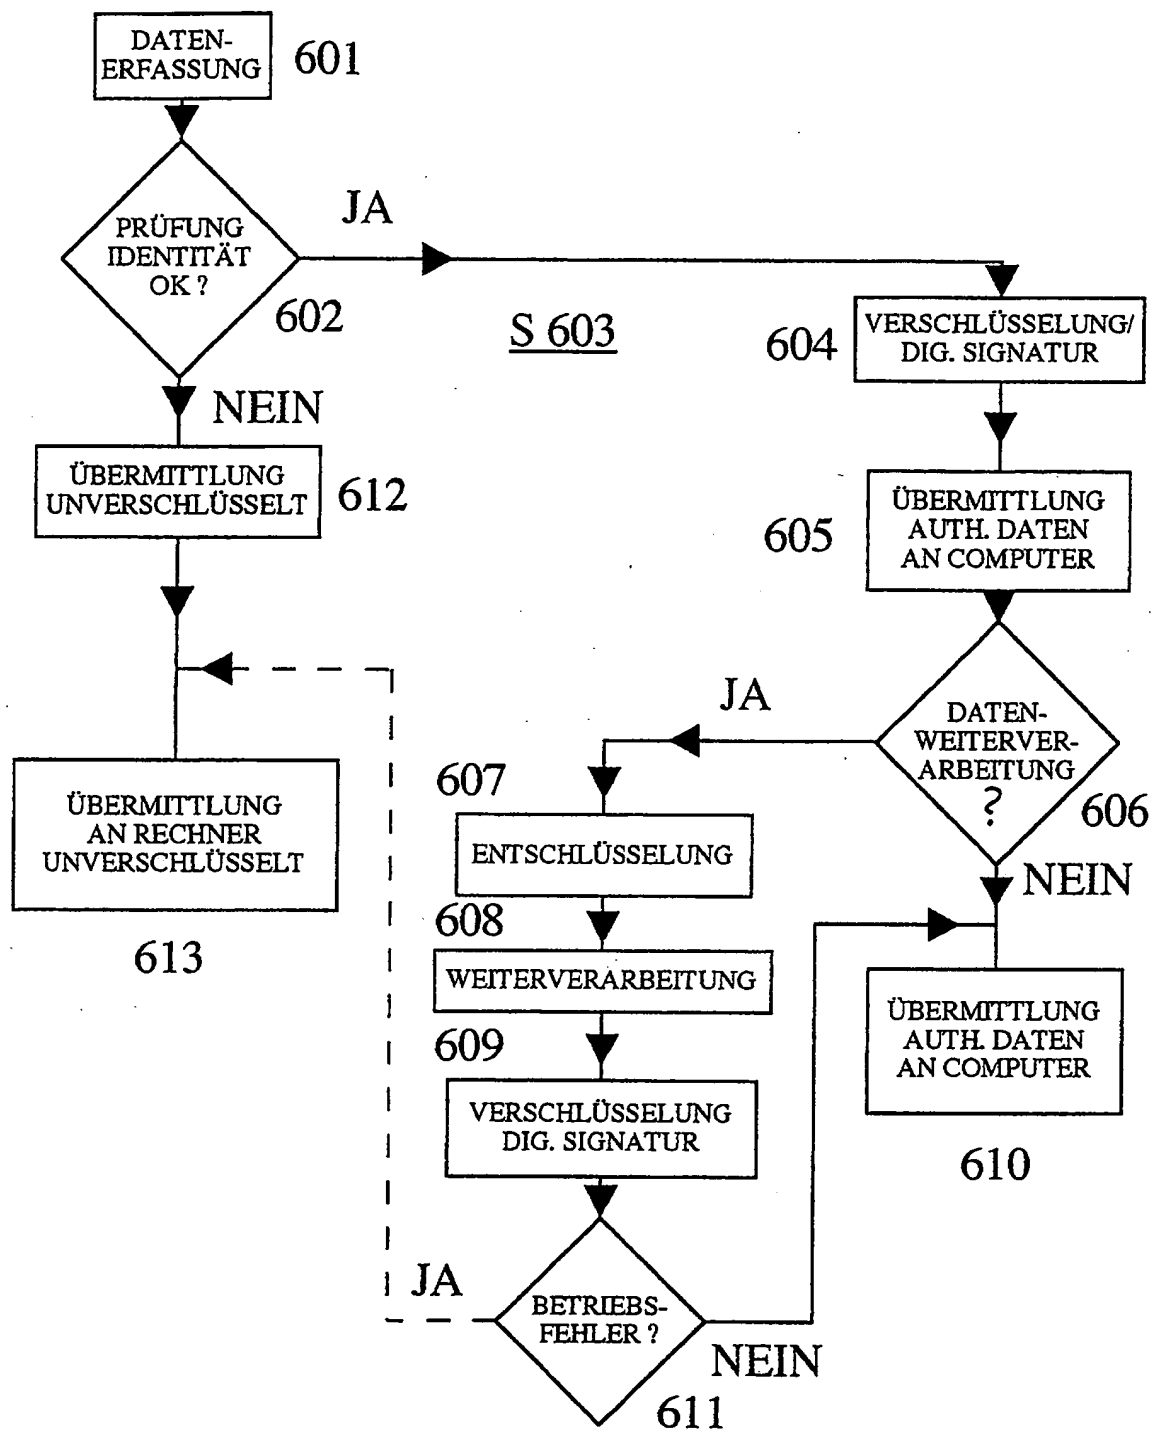 DATEN-
ERFASSUNG
601
PRÜFUNG
IDENTITÄT
OK ?
602
JA
S 603
604
VERSCHLÜSSELUNG/
DIG. SIGNATUR
NEIN
ÜBERMITTLUNG
UNVERSCHLÜSSELT
612
605
ÜBERMITTLUNG
AUTH. DATEN
AN COMPUTER
JA
DATEN-
WEITERVER-
ARBEITUNG
?
606
607
ENTSCHLÜSSELUNG
ÜBERMITTLUNG
AN RECHNER
UNVERSCHLÜSSELT
613
NEIN
608
WEITERVERARBEITUNG
609
VERSCHLÜSSELUNG
DIG. SIGNATUR
ÜBERMITTLUNG
AUTH. DATEN
AN COMPUTER
610
JA
BETRIEBS-
FEHLER ?
NEIN
611